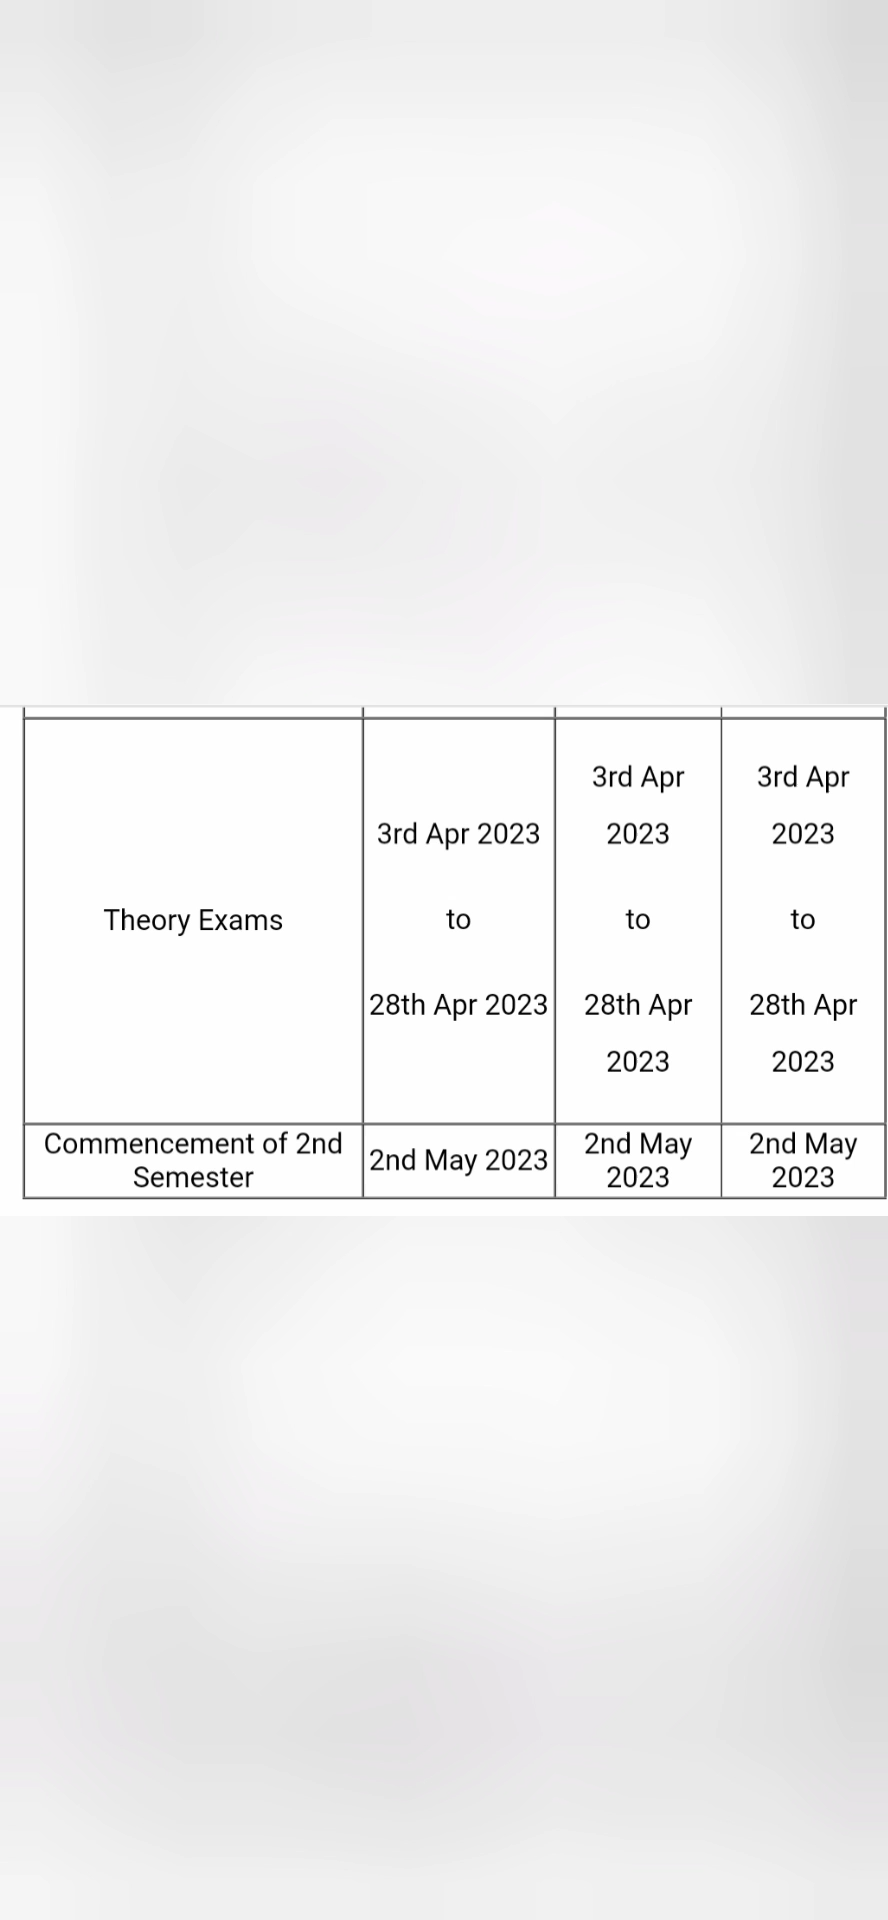 Theory Exams
3rd Apr 2023
to
28th Apr 2023
3rd Apr
2023
to
28th Apr
2023
3rd Apr
2023
to
28th Apr
2023
Commencement of 2nd
Semester
2nd May 2023
2nd May
2023
2nd May
2023